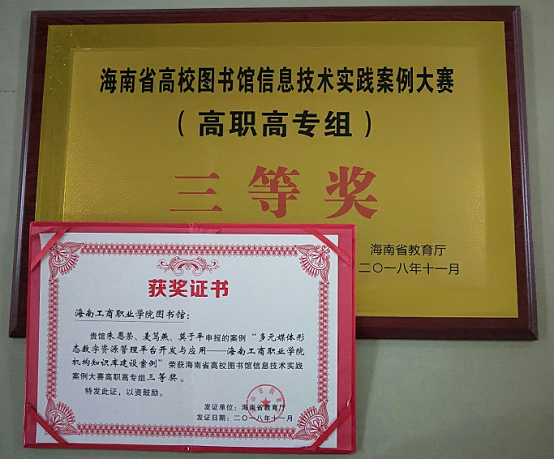 海南省高校图书馆信息技术实践案例大赛
（高职高专组）
三等奖
海南省教育厅
二〇一八年十一月
获奖证书
海南工商职业学院图书馆：
贵馆朱恩荣、麦笃燕、莫于平申报的案例“多元媒体形
态数字资源管理平台开发与应用——海南工商职业学院
机构知识库建设案例”荣获海南省高校图书馆信息技术实践
案例大赛高职高专组三等奖。
特发此证，以资鼓励。
发证单位：海南省教育厅
发证日期：二〇一八年十一月